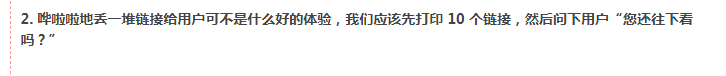 2. 哗啦啦地丢一堆链接给用户可不是什么好的体验，我们应该先打印 10 个链接，然后问下用户“您还往下看
吗？”